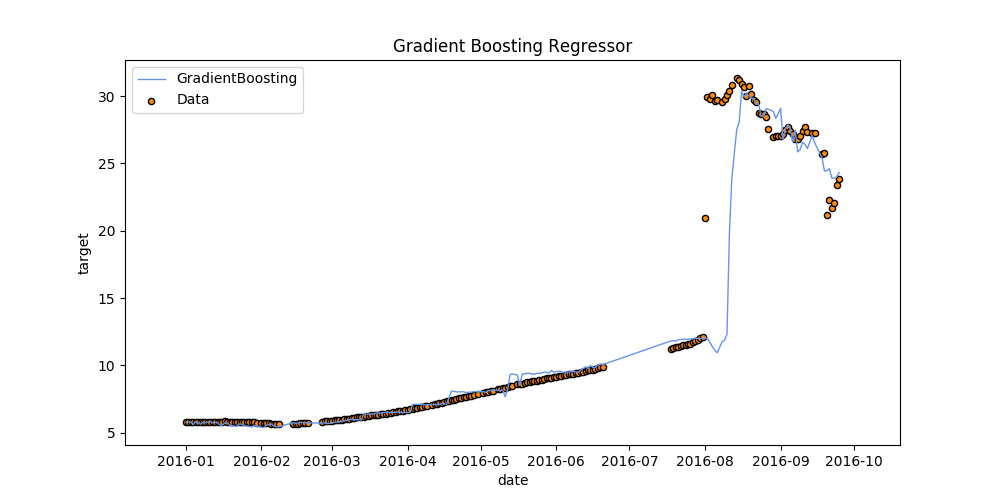 Gradient Boosting Regressor
GradientBoosting
Data
target
30
25
20
15
10
5
2016-01 2016-02 2016-03 2016-04 2016-05 2016-06 2016-07 2016-08 2016-09 2016-10
date